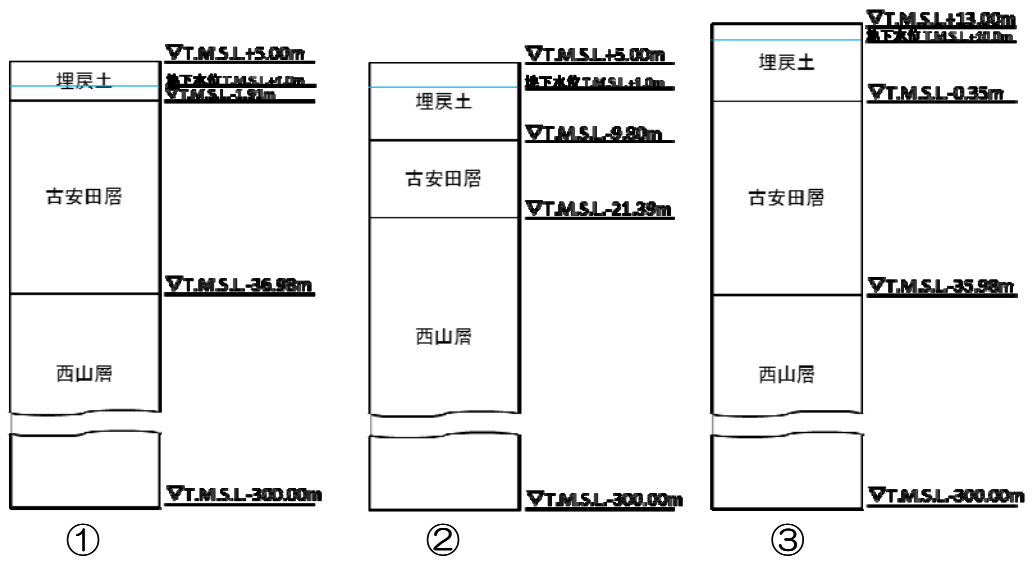 ▽T.M.S.L.+5.00m
埋戻土
地下水位T.M.S.L.+1.0m
▽T.M.S.L.-1.91m
古安田層
▽T.M.S.L.-36.98m
西山層
▽T.M.S.L.-300.00m
①
▽T.M.S.L.+5.00m
地下水位T.M.S.L.+1.0m
埋戻土
▽T.M.S.L.-9.80m
古安田層
▽T.M.S.L.-21.39m
西山層
▽T.M.S.L.-300.00m
②
▽T.M.S.L.+13.00m
地下水位T.M.S.L.+10.0m
埋戻土
▽T.M.S.L.-0.35m
古安田層
▽T.M.S.L.-35.98m
西山層
▽T.M.S.L.-300.00m
③